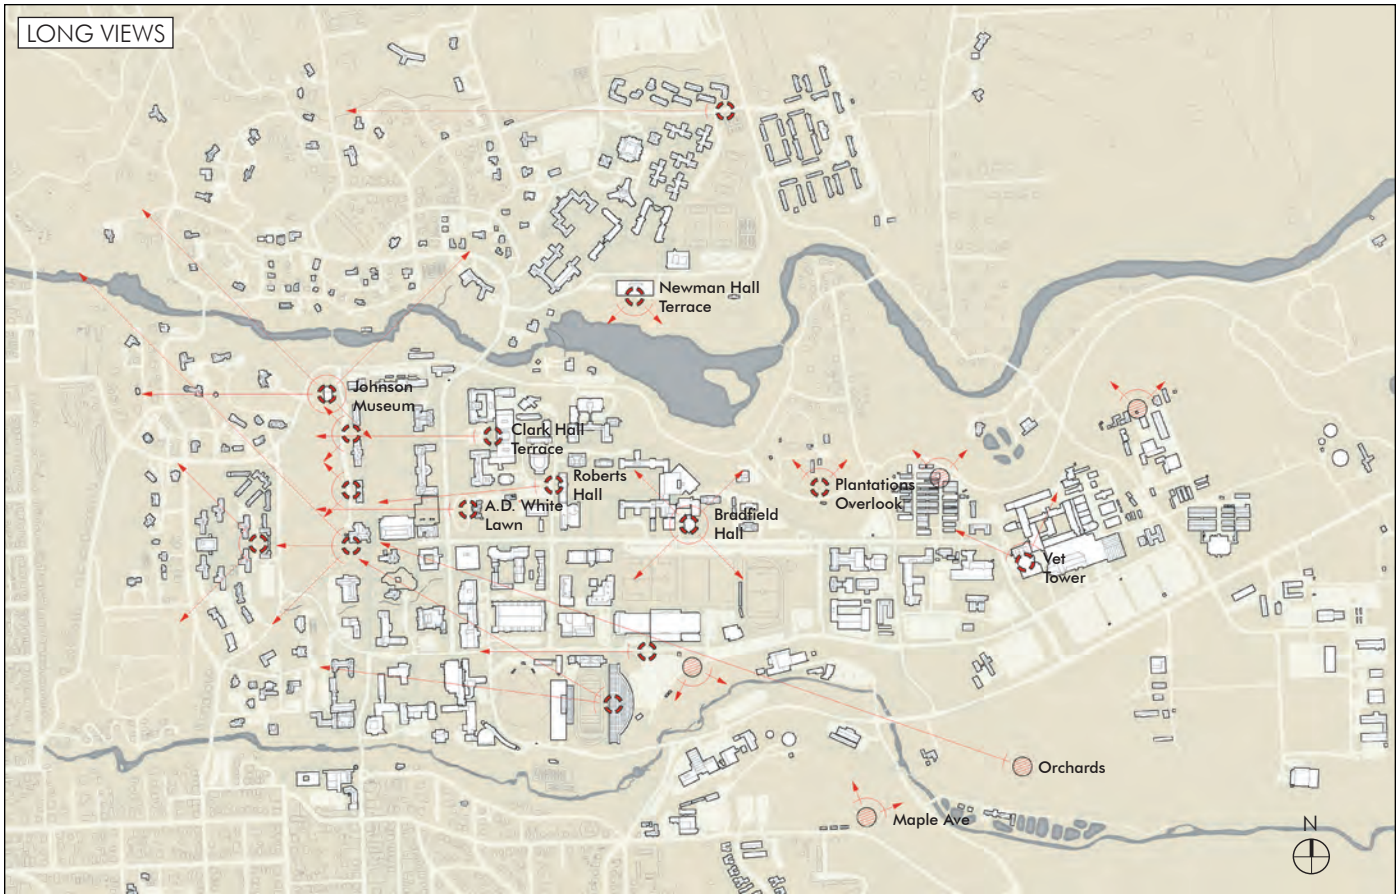 LONG VIEWS
Newman Hall
Terrace
Johnson
Museum
Clark Hall
Terrace
Roberts
Hall
A.D. White
Lawn
Bradfield
Hall
Plantations
Overlook
Vet
Tower
Orchards
Maple Ave
N